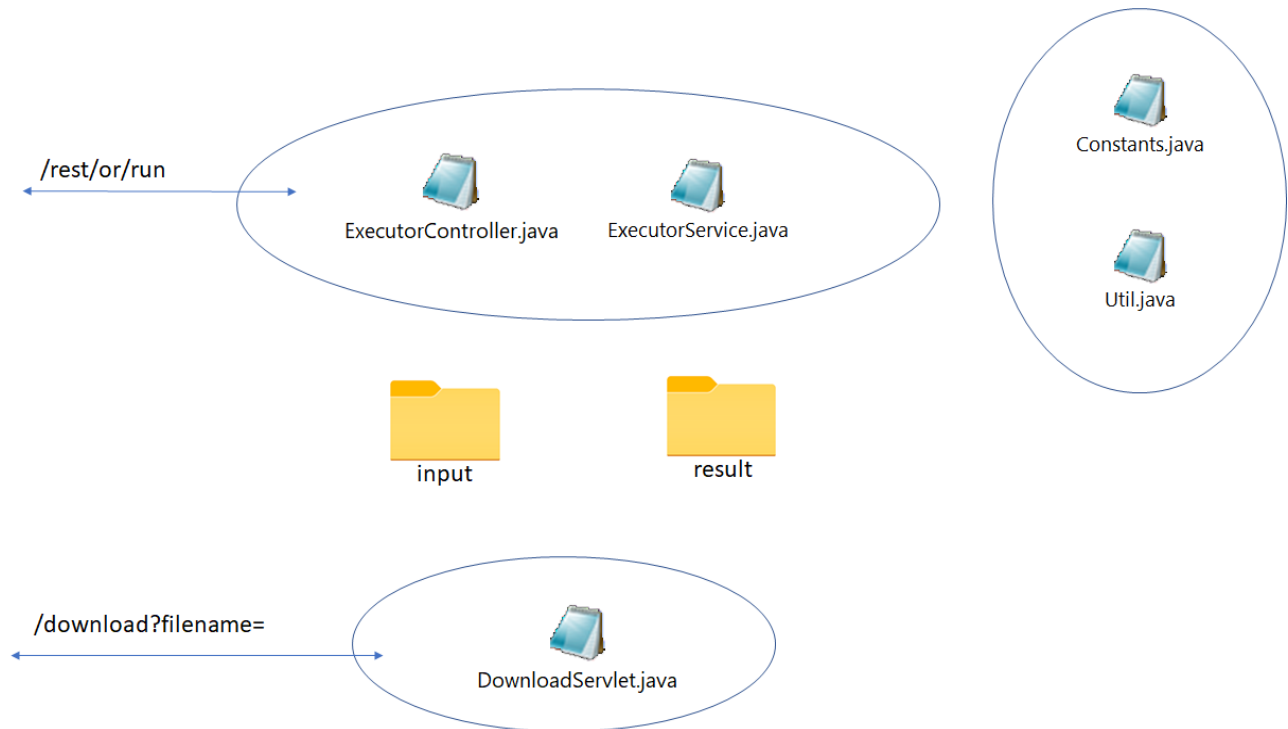 /rest/or/run
ExecutorController.java
ExecutorService.java
Constants.java
Util.java
input
result
/download?filename=
DownloadServlet.java